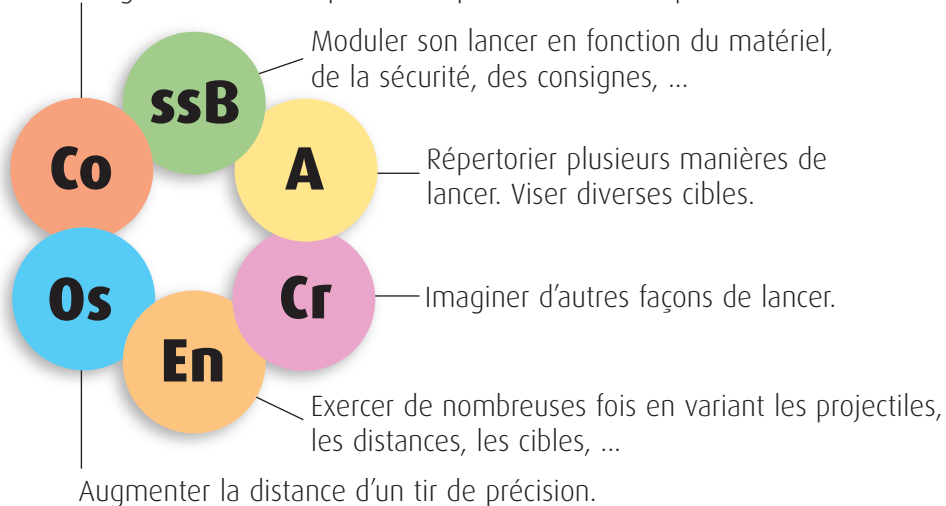 Moduler son lancer en fonction du matériel,
de la sécurité, des consignes, ...
ssB
Co
A
Répertorier plusieurs manières de
lancer. Viser diverses cibles.
Os
Cr
Imaginer d'autres façons de lancer.
En
Exercer de nombreuses fois en variant les projectiles,
les distances, les cibles, ...
Augmenter la distance d'un tir de précision.